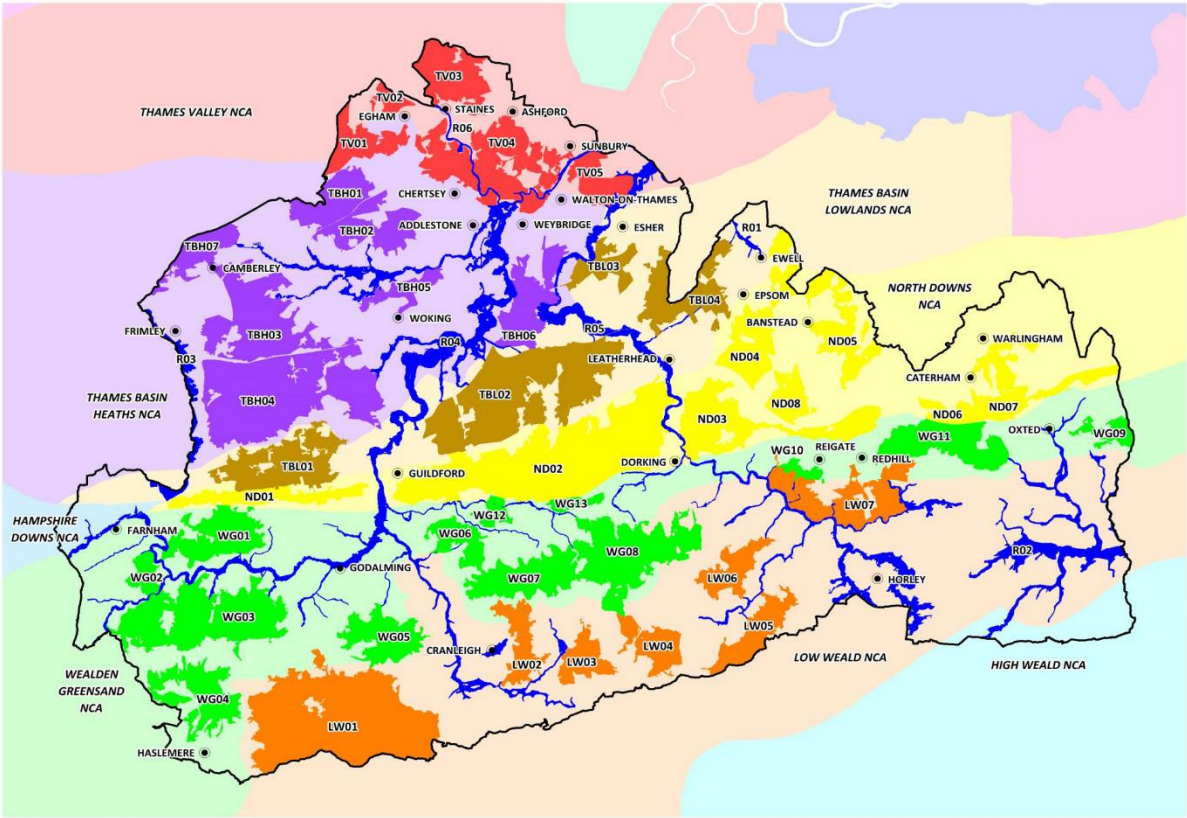 TV03
TV02
STAINES
ASHFORD
THAMES VALLEY NCA
EGHAM
R06
TV01
TV04
SUNBURY
TV05
TBH01
CHERTSEY
WALTON-ON-THAMES
THAMES BASIN
LOWLANDS NCA
TBH02
ADDLESTONE
WEYBRIDGE
ESHER
R01
TBH07
EWELL
CAMBERLEY
TBL03
TBH05
TBL04
EPSOM
NORTH DOWNS
NCA
WOKING
BANSTEAD
FRIMLEY
TBH03
TBH06
R05
ND05
WARLINGHAM
R04
R03
LEATHERHEAD
ND04
CATERHAM
THAMES BASIN
HEATHS NCA
TBH04
TBL02
ND08
ND03
ND06
ND07
OXTED
WG11
WG09
WG10
REIGATE
REDHILL
TBL01
GUILDFORD
ND02
DORKING
ND01
WG13
LW07
HAMPSHIRE
DOWNS NCA
FARNHAM
WG01
WG12
WG06
WG08
R02
WG02
GODALMING
WG07
LW06
HORLEY
WG03
WG05
LW05
CRANLEIGH
LW02
LW03
LW04
LOW WEALD NCA
HIGH WEALD NCA
WEALDEN
GREENSAND
NCA
WG04
LW01
HASLEMERE